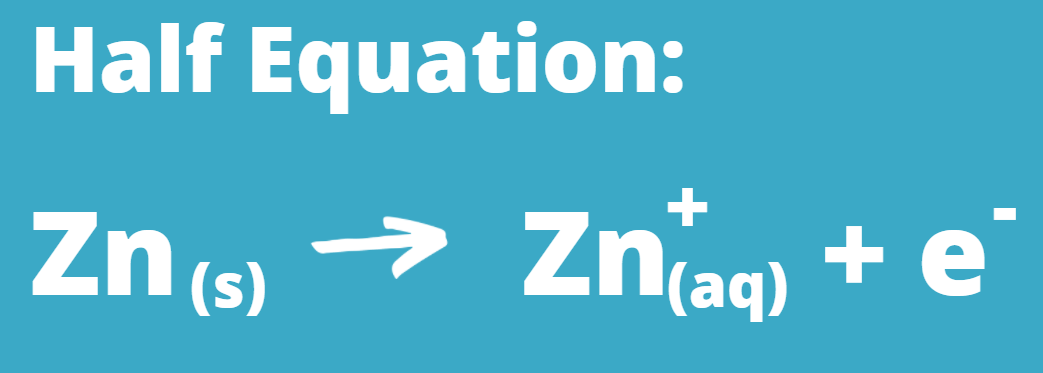 Half Equation:
Zn (s) → Zn⁺(aq) + e⁻